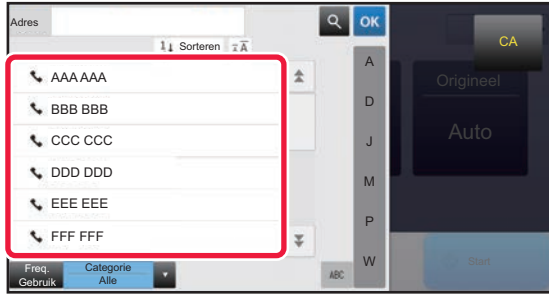 Adres
OK
CA
1↓ Sorteren
A
AAA AAA
Origineel
BBB BBB
D
CCC CCC
J
Auto
DDD DDD
M
EEE EEE
P
FFF FFF
W
Freq.
Gebruik
Categorie
Alle
ABC
Start